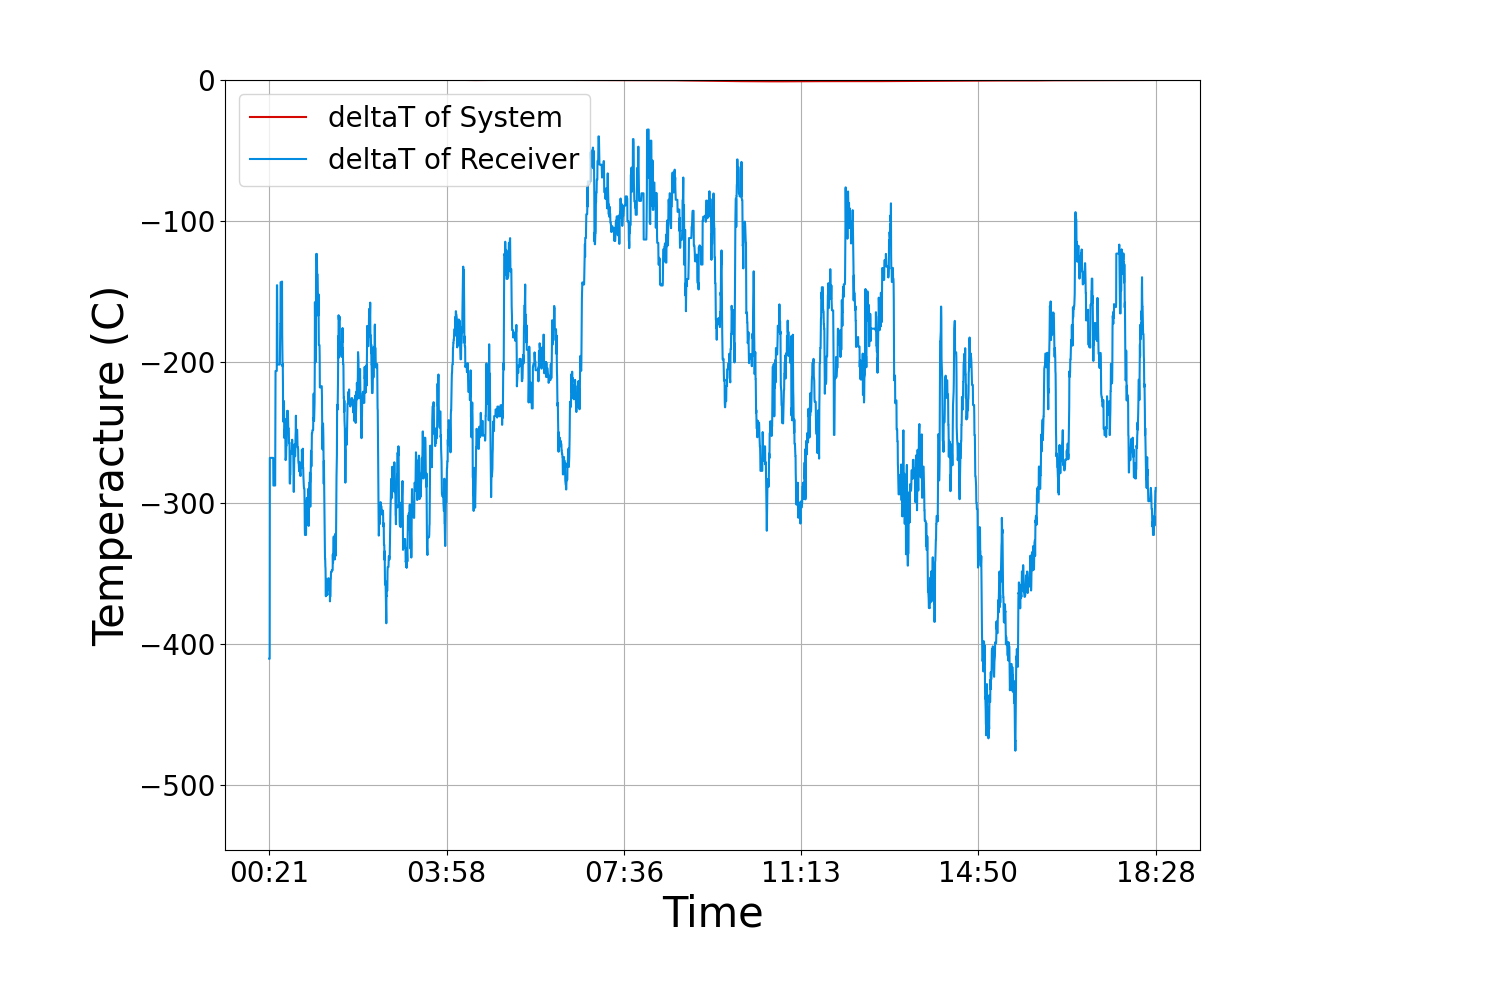 0
−100
−200
−300
−400
−500
deltaT of System
deltaT of Receiver
Temperacture (C)
00:21 03:58 07:36 11:13 14:50 18:28
Time